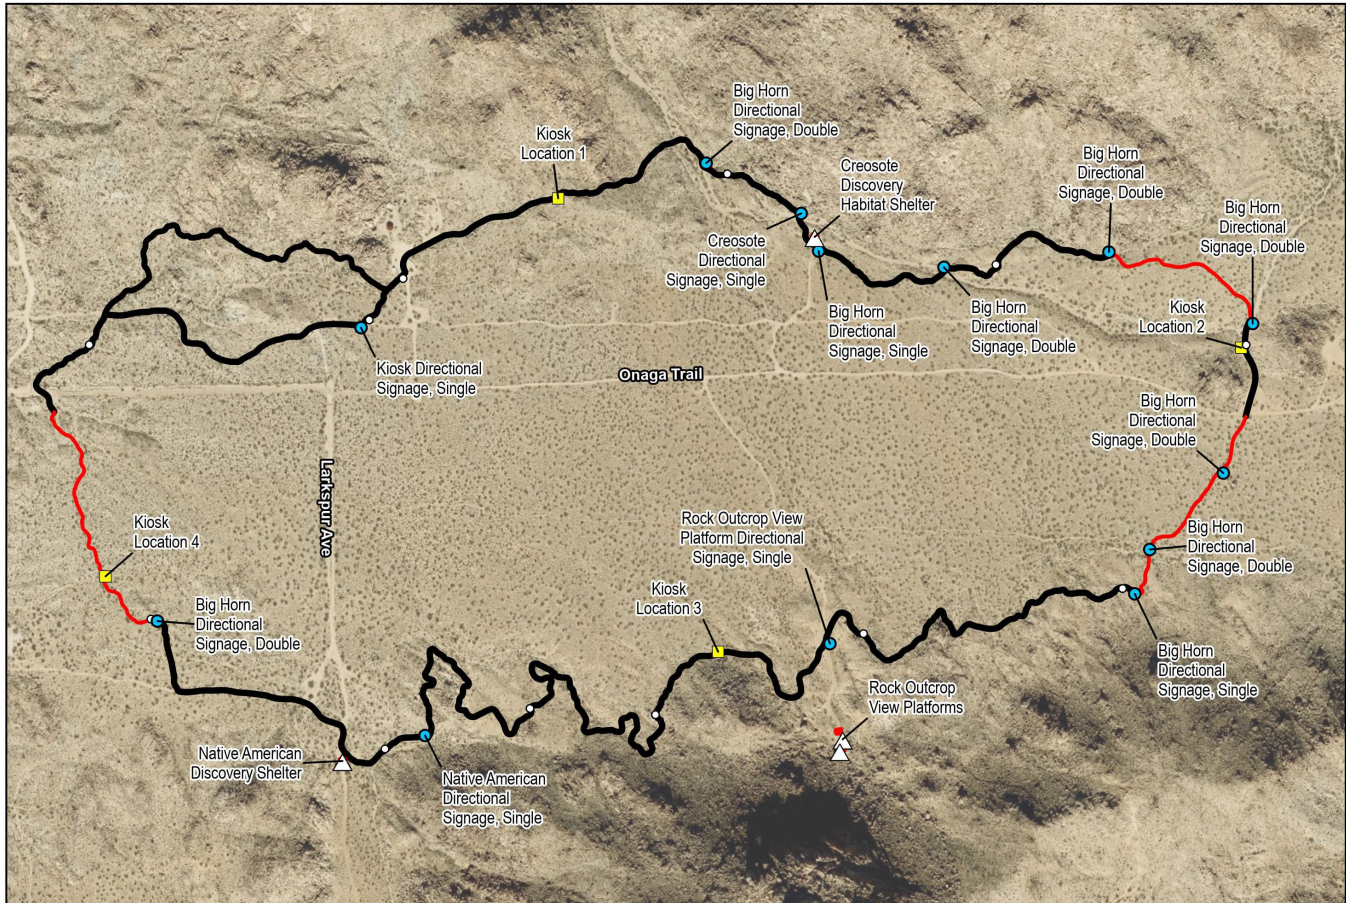 Big Horn
Directional
Signage, Double
Kiosk
Location 1
Creosote
Discovery
Habitat Shelter
Big Horn
Directional
Signage, Double
Big Horn
Directional
Signage, Double
Creosote
Directional
Signage, Single
Big Horn
Directional
Signage, Single
Big Horn
Directional
Signage, Double
Kiosk
Location 2
Kiosk Directional
Signage, Single
Onaga Trail
Big Horn
Directional
Signage, Double
Larkspur Ave
Kiosk
Location 4
Rock Outcrop View
Platform Directional
Signage, Single
Big Horn
Directional
Signage, Double
Kiosk
Location 3
Big Horn
Directional
Signage, Double
Big Horn
Directional
Signage, Single
Rock Outcrop
View Platforms
Native American
Discovery Shelter
Native American
Directional
Signage, Single